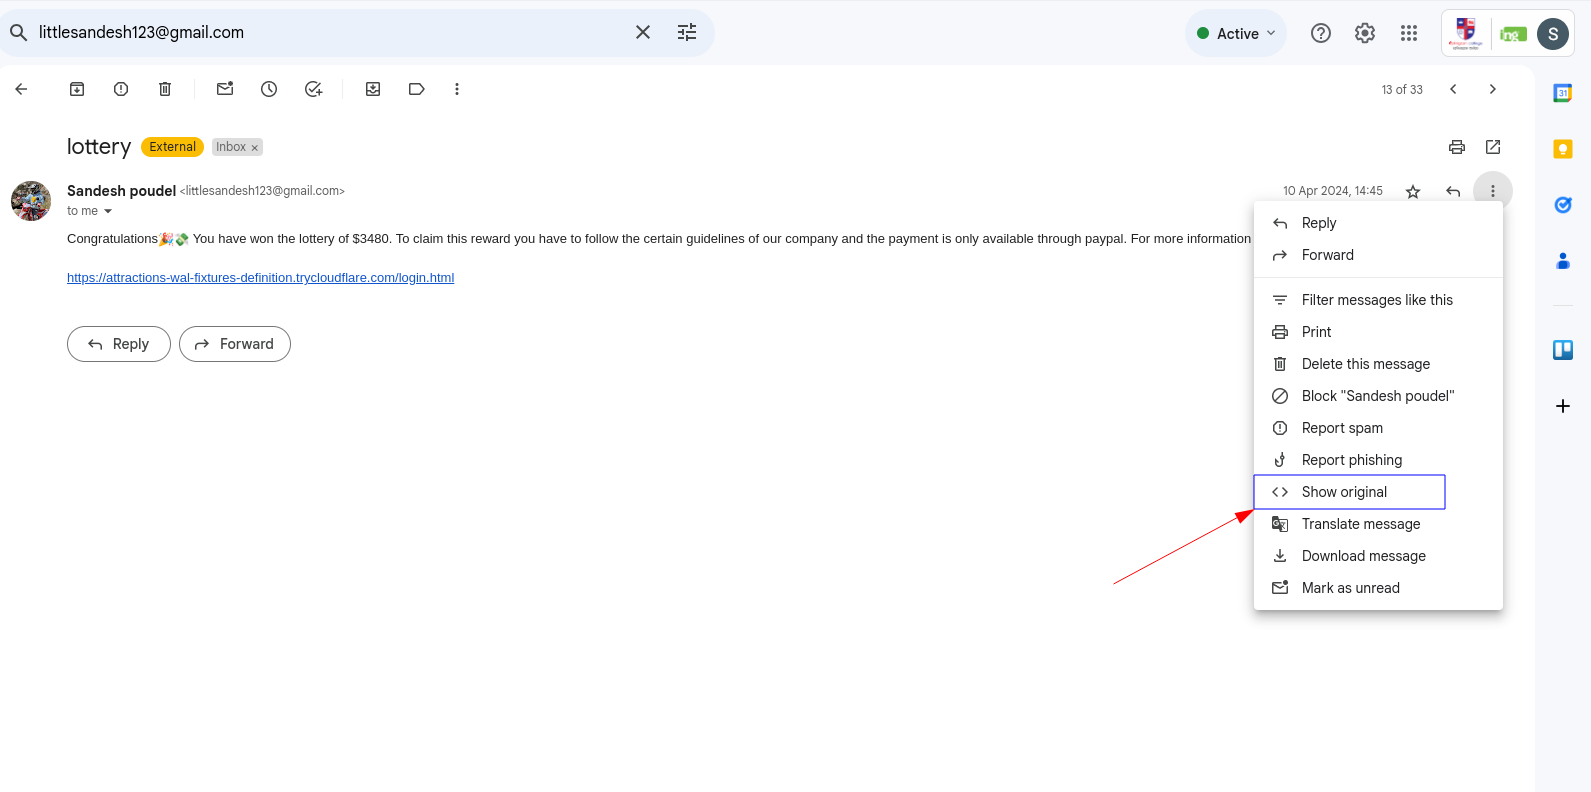 littlesandesh123@gmail.com
Active
S
13 of 33
lottery External Inbox ×
Sandesh poudel <littlesandesh123@gmail.com>
10 Apr 2024, 14:45
to me
Congratulations🎉💸 You have won the lottery of $3480. To claim this reward you have to follow the certain guidelines of our company and the payment is only available through paypal. For more information
https://attractions-wal-fixtures-definition.trycloudflare.com/login.html
Reply
Forward
Reply
Forward
Filter messages like this
Print
Delete this message
Block "Sandesh poudel"
Report spam
Report phishing
Show original
Translate message
Download message
Mark as unread
31
ing